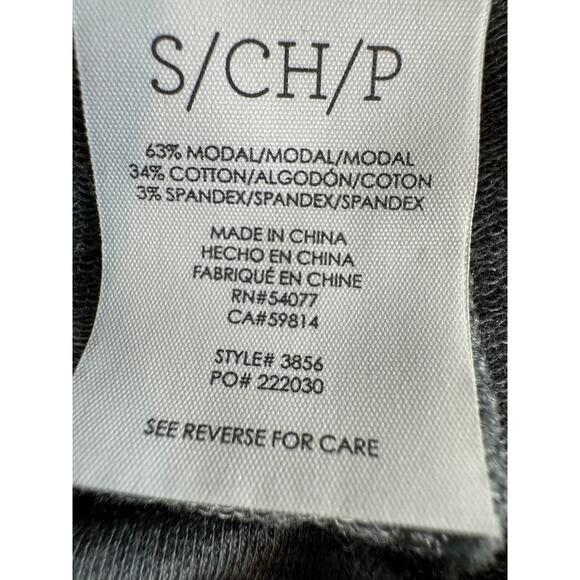 S/CH/P
63% MODAL/MODAL/MODAL
34% COTTON/ALGODÓN/COTON
3% SPANDEX/SPANDEX/SPANDEX
MADE IN CHINA
HECHO EN CHINA
FABRIQUÉ EN CHINE
RN#54077
CA#59814
STYLE# 3856
PO# 222030
SEE REVERSE FOR CARE